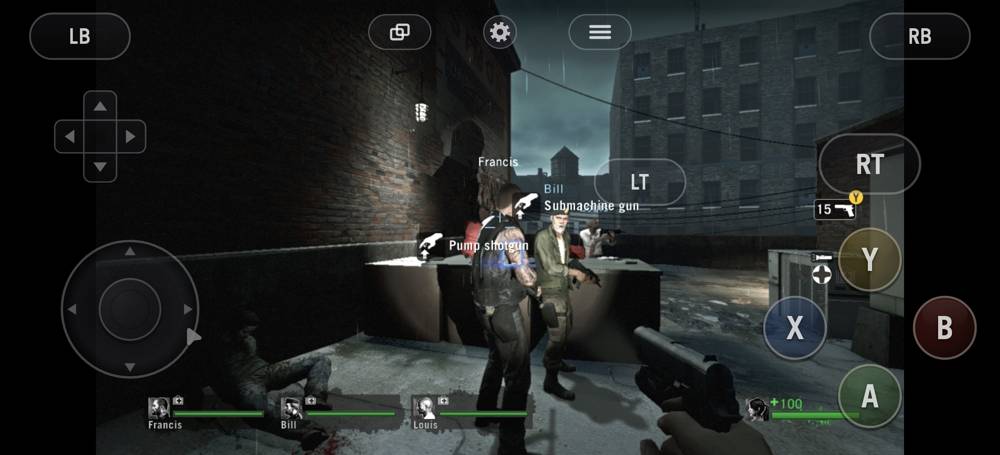 LB
RB
Francis
LT
RT
Bill
Submachine gun
15
Y
Pump shotgun
Y
X
B
A
+100
Francis
Bill
Louis